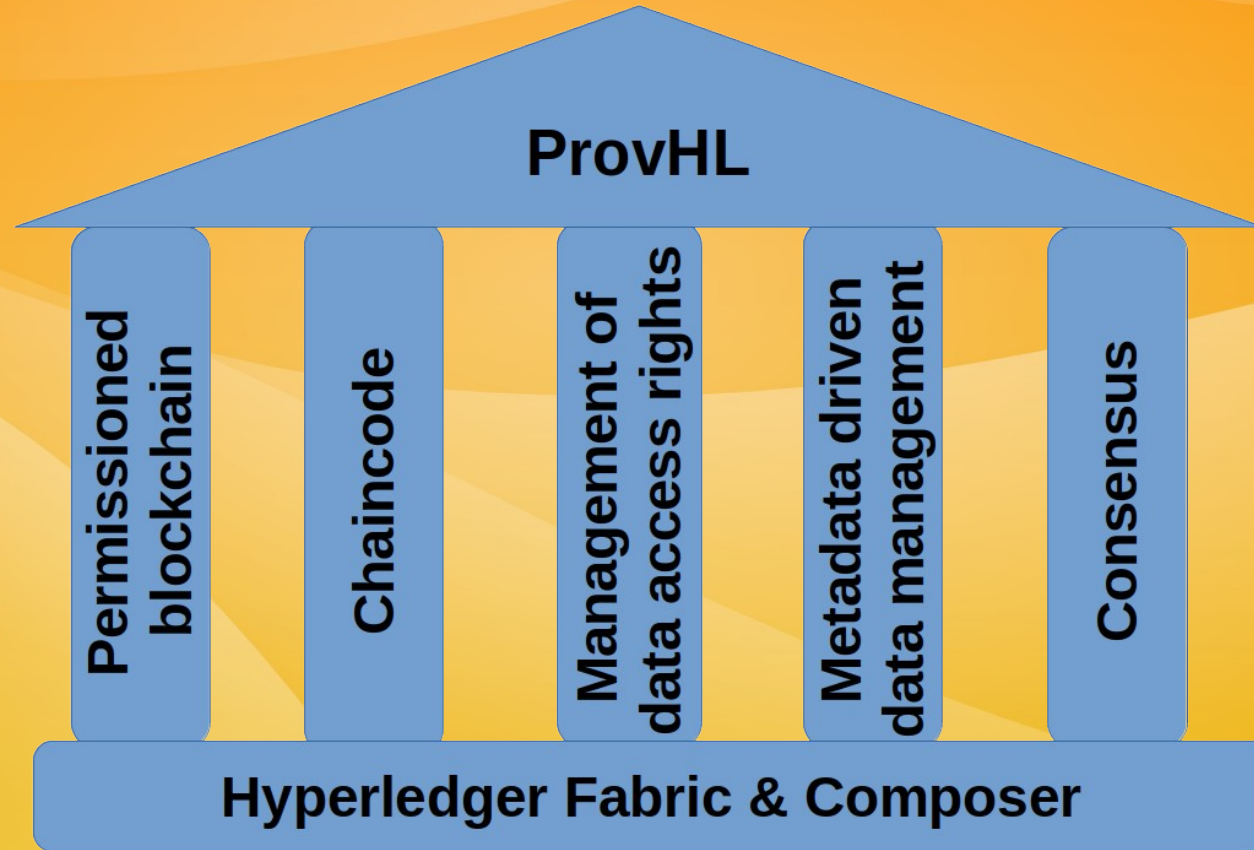 ProvHL
Permissioned
blockchain
Chaincode
Management of
data access rights
Metadata driven
data management
Consensus
Hyperledger Fabric & Composer